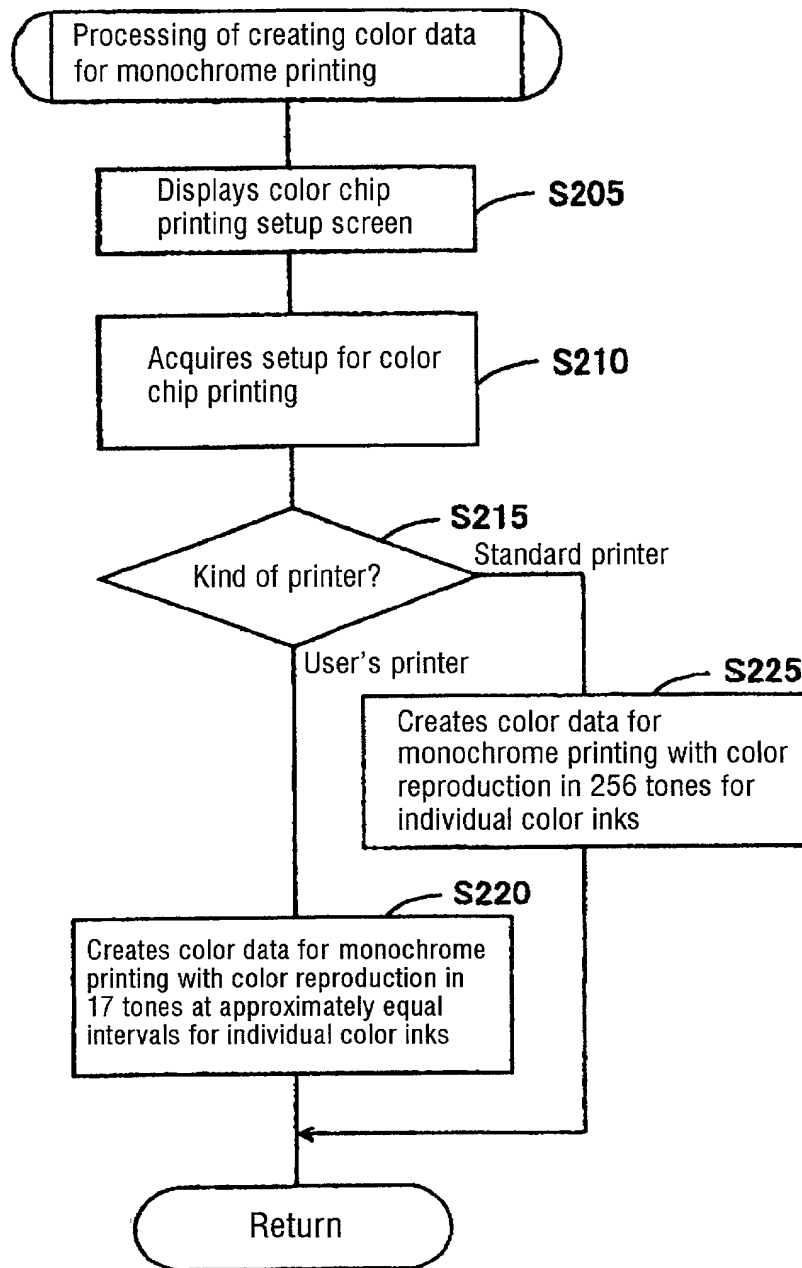 Processing of creating color data
for monochrome printing
Displays color chip
printing setup screen
S205
Acquires setup for color
chip printing
S210
S215
Kind of printer?
Standard printer
User's printer
S225
Creates color data for
monochrome printing with color
reproduction in 256 tones for
individual color inks
S220
Creates color data for monochrome
printing with color reproduction in
17 tones at approximately equal
intervals for individual color inks
Return